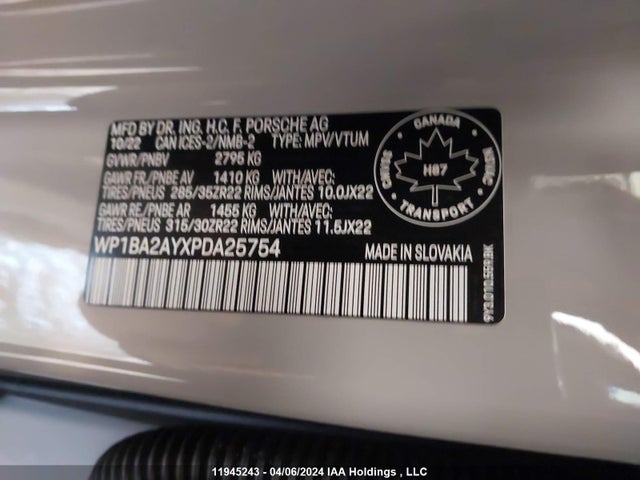 MFD BY DR. ING. H.C. F. PORSCHE AG
10/22 CAN ICES-2/NMB-2 TYPE: MPV/VTUM
GVWR/PNBV 2795 KG
GAWR FR./PNBE AV 1410 KG WITH/AVEC:
TIRES/PNEUS 285/35ZR22 RIMS/JANTES 10.0JX22
GAWR RE/PNBE AR 1455 KG WITH/AVEC:
TIRES/PNEUS 315/30ZR22 RIMS/JANTES 11.5JX22
WP1BA2AYXPDA25754 MADE IN SLOVAKIA
CANADA
H87
TRANSPORT
11945243 - 04/06/2024 IAA Holdings , LLC